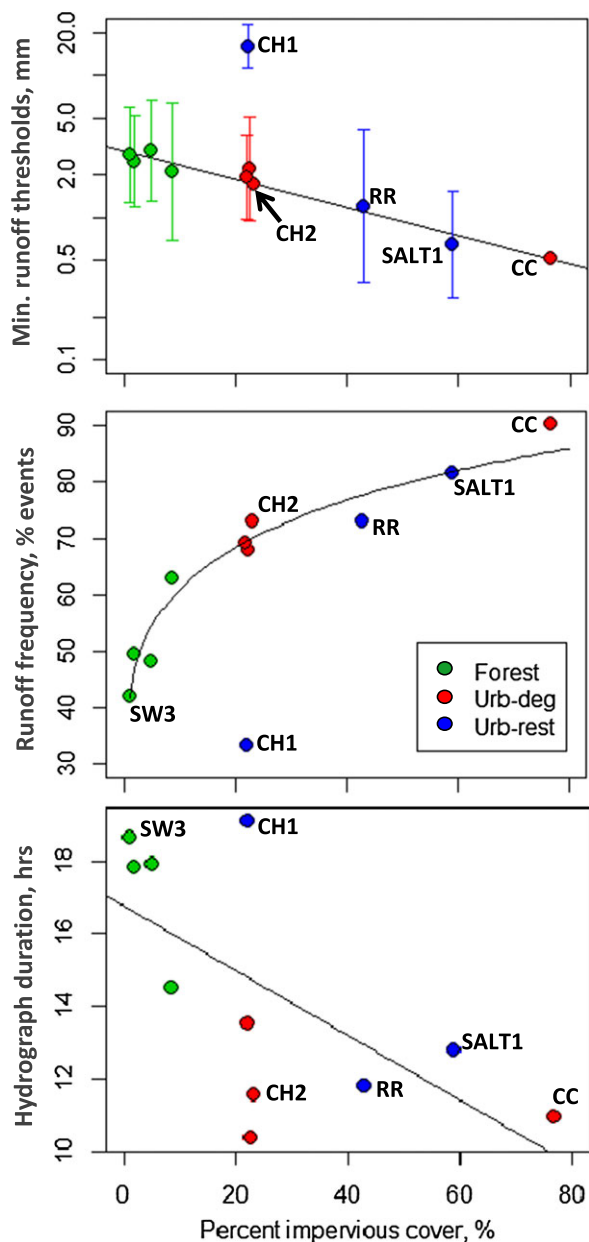 Min. runoff thresholds, mm
20.0
5.0
2.0
0.5
0.1
CH1
CH2
RR
SALT1
CC
Runoff frequency, % events
90
80
70
60
50
40
30
CC
SALT1
CH2
RR
SW3
CH1
Forest
Urb-deg
Urb-rest
Hydrograph duration, hrs
18
16
14
12
10
SW3
CH1
SALT1
CH2
RR
CC
0 20 40 60 80
Percent impervious cover, %